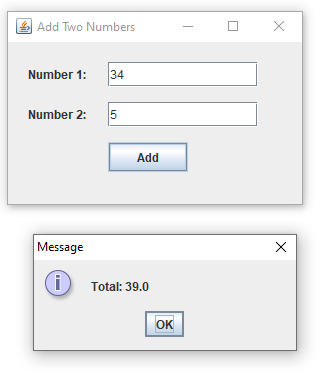 Add Two Numbers
Number 1: 34
Number 2: 5
Add
Message
Total: 39.0
OK